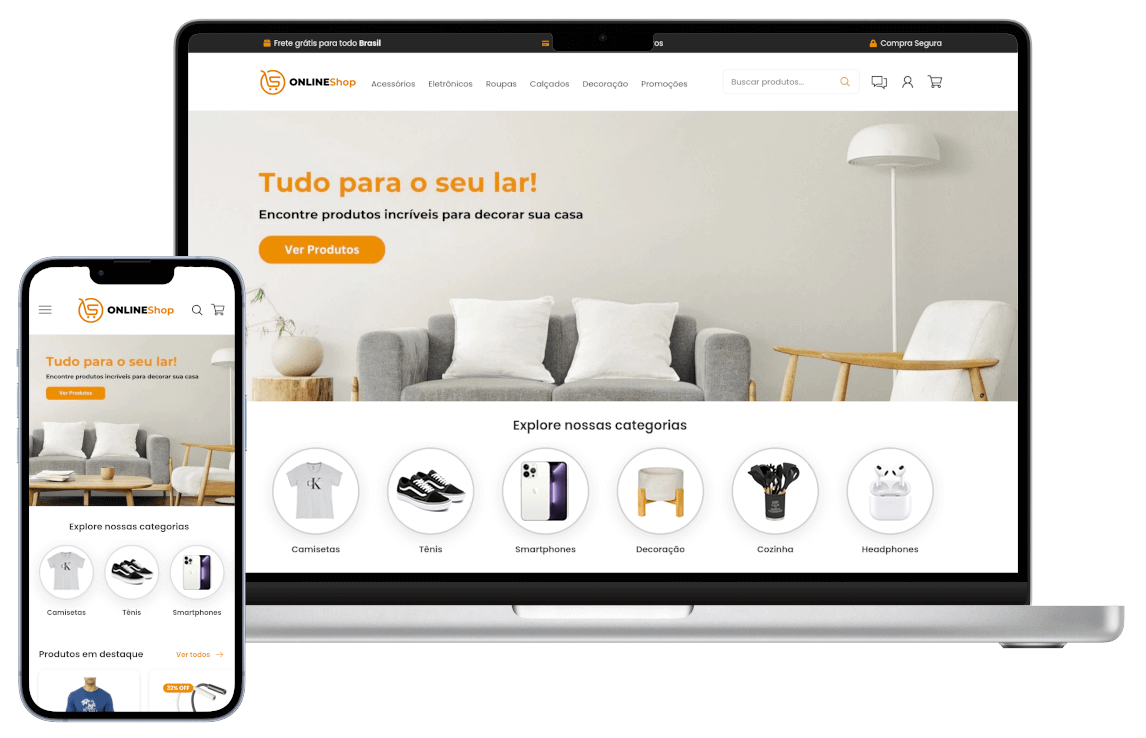 Frete grátis para todo Brasil
os
Compra Segura
ONLINEShop
Acessórios
Eletrônicos
Roupas
Calçados
Decoração
Promoções
Buscar produtos...
Tudo para o seu lar!
Encontre produtos incríveis para decorar sua casa
Ver Produtos
Explore nossas categorias
CK
Camisetas
Tênis
Smartphones
Decoração
Cozinha
Headphones
ONLINEShop
Tudo para o seu lar!
Encontre produtos incríveis para decorar sua casa
Ver Produtos
Explore nossas categorias
K
Camisetas
Tênis
Smartphones
Produtos em destaque
Ver todos
32% OFF